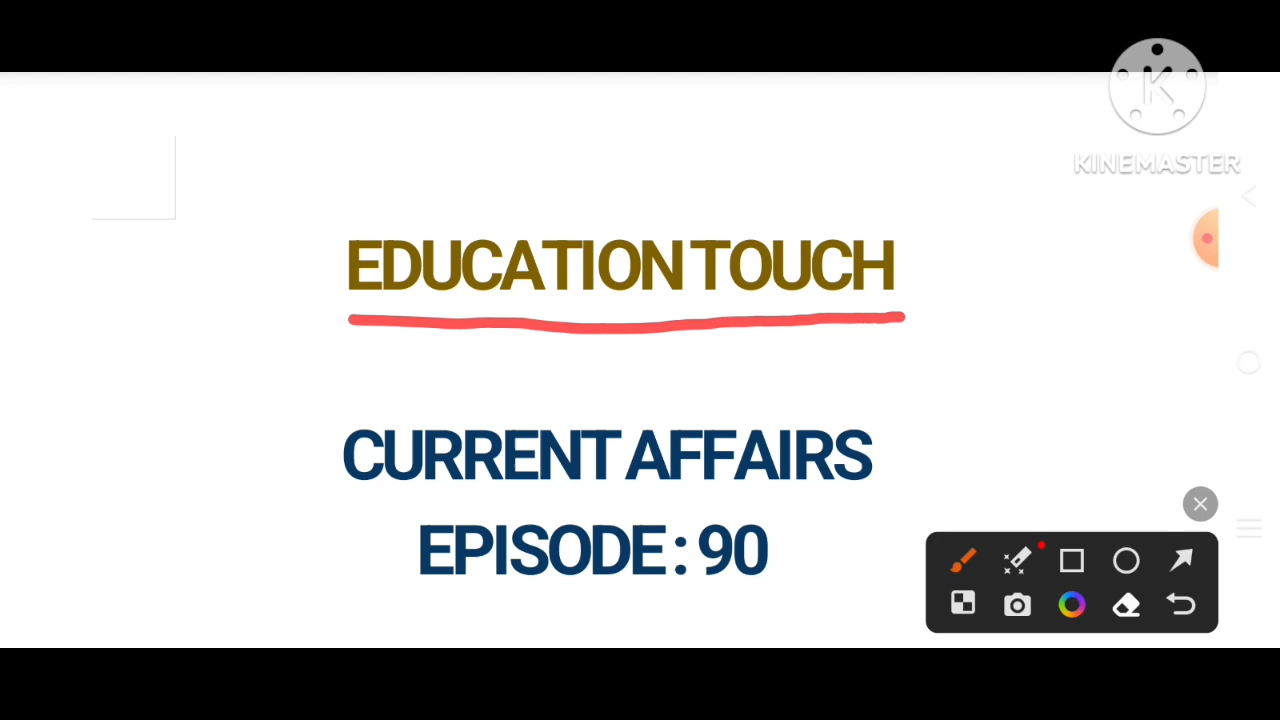 K
KINEMASTER
EDUCATION TOUCH
CURRENT AFFAIRS
EPISODE : 90